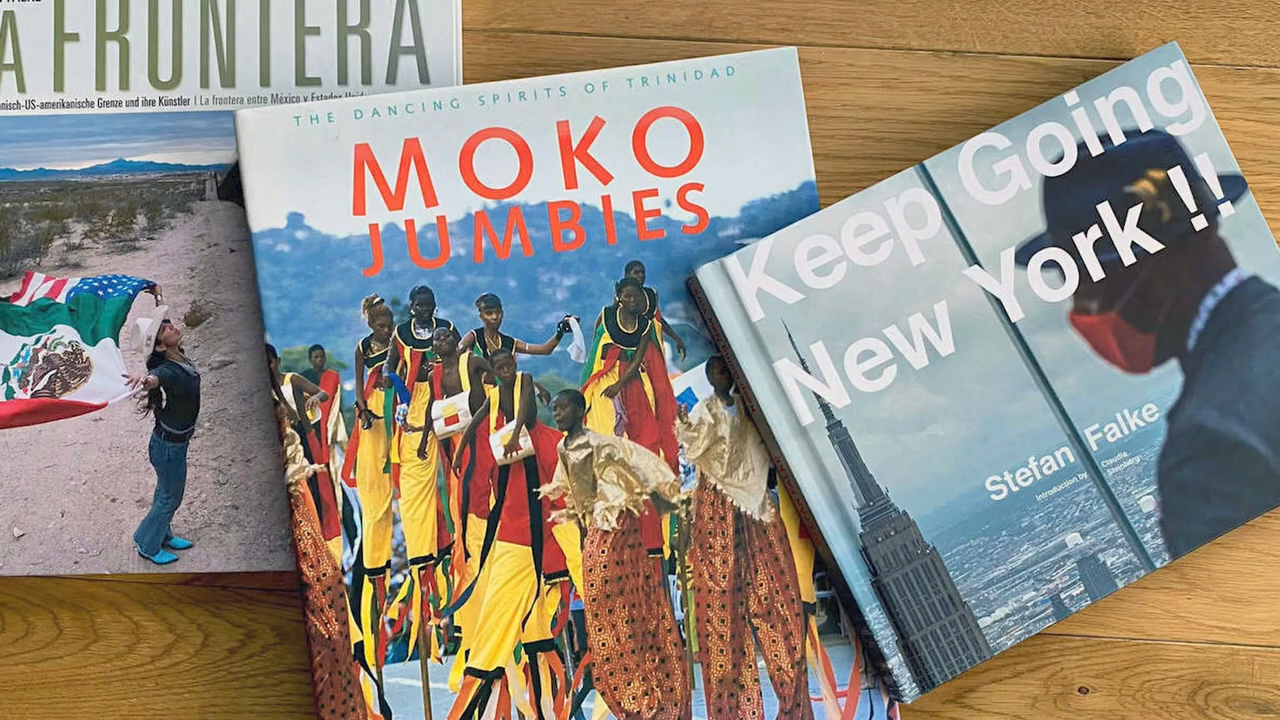 A FRONTERA
nisch-US-amerikanische Grenze und ihre Künstler | La frontera entre México y Estados Unidos
THE DANCING SPIRITS OF TRINIDAD
MOKO
JUMBIES
Keep Going
New York !!
Stefan Falke
Introduction by Claudia
Steinberg